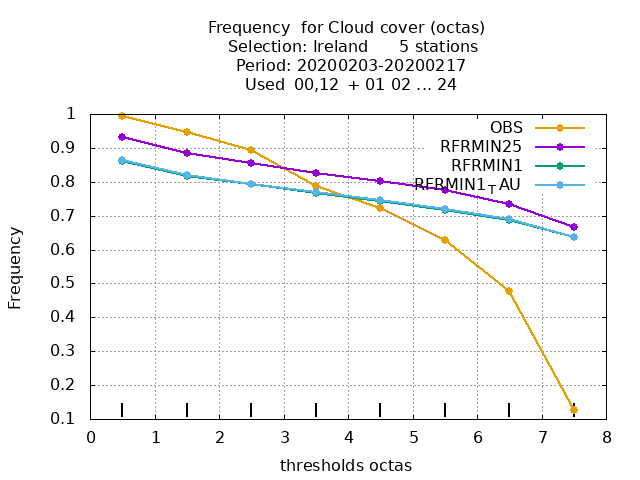 Frequency  for Cloud cover (octas)
Selection: Ireland      5 stations
Period: 20200203-20200217
Used  00,12  + 01 02 ... 24
OBS
RFRMIN25
RFRMIN1
RFRMIN1_TAU
Frequency
1
0.9
0.8
0.7
0.6
0.5
0.4
0.3
0.2
0.1
0 1 2 3 4 5 6 7 8
thresholds octas